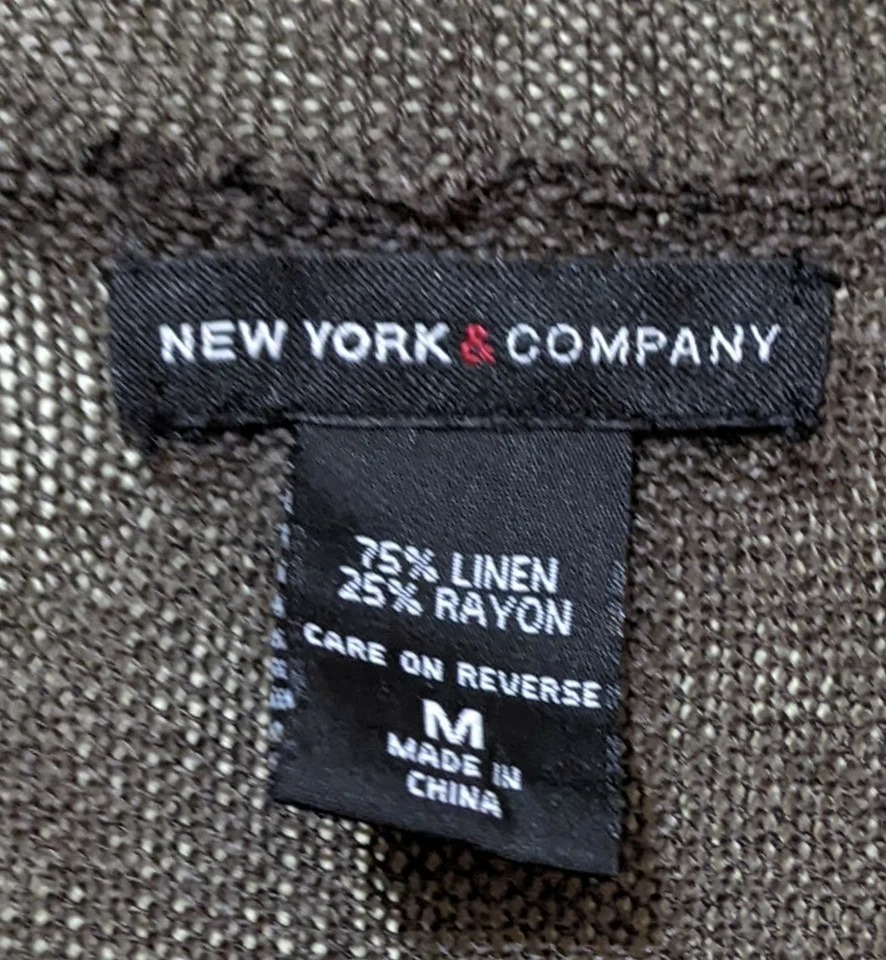 NEW YORK & COMPANY
75% LINEN
25% RAYON
CARE ON REVERSE
M
MADE IN
CHINA